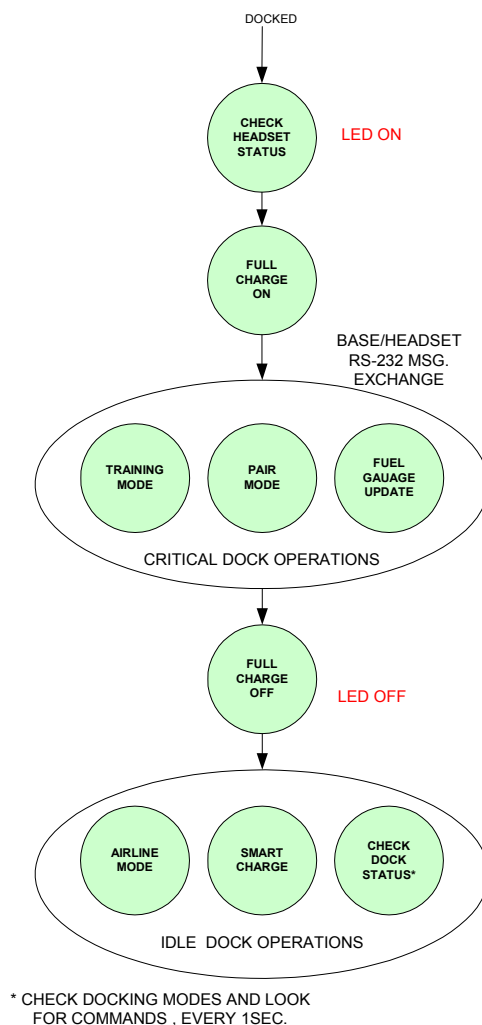 DOCKED
CHECK
HEADSET
STATUS
LED ON
FULL
CHARGE
ON
BASE/HEADSET
RS-232 MSG.
EXCHANGE
TRAINING
MODE
PAIR
MODE
FUEL
GAUAGE
UPDATE
CRITICAL DOCK OPERATIONS
FULL
CHARGE
OFF
LED OFF
AIRLINE
MODE
SMART
CHARGE
CHECK
DOCK
STATUS*
IDLE DOCK OPERATIONS
* CHECK DOCKING MODES AND LOOK
FOR COMMANDS , EVERY 1SEC.